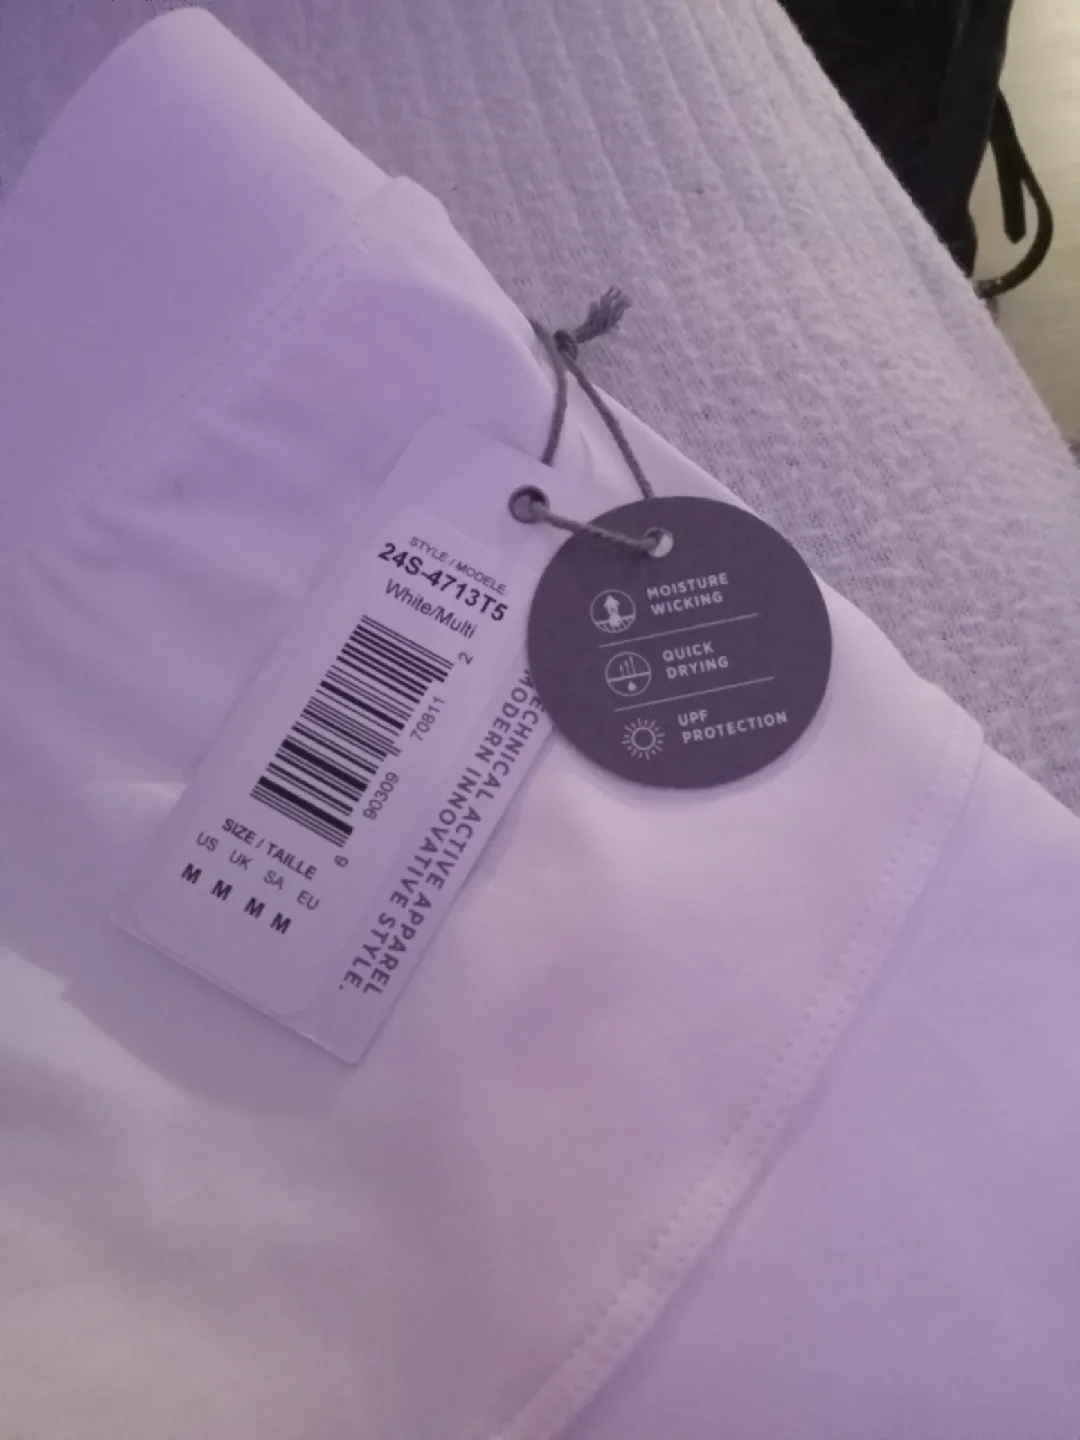 STYLE / MODELE
24S-4713T5
White/Multi
6 90309 70811 2
SIZE / TAILLE
US UK SA EU
M M M M
TECHNICAL ACTIVE APPAREL
MODERN INNOVATIVE STYLE.
MOISTURE
WICKING
QUICK
DRYING
UPF
PROTECTION